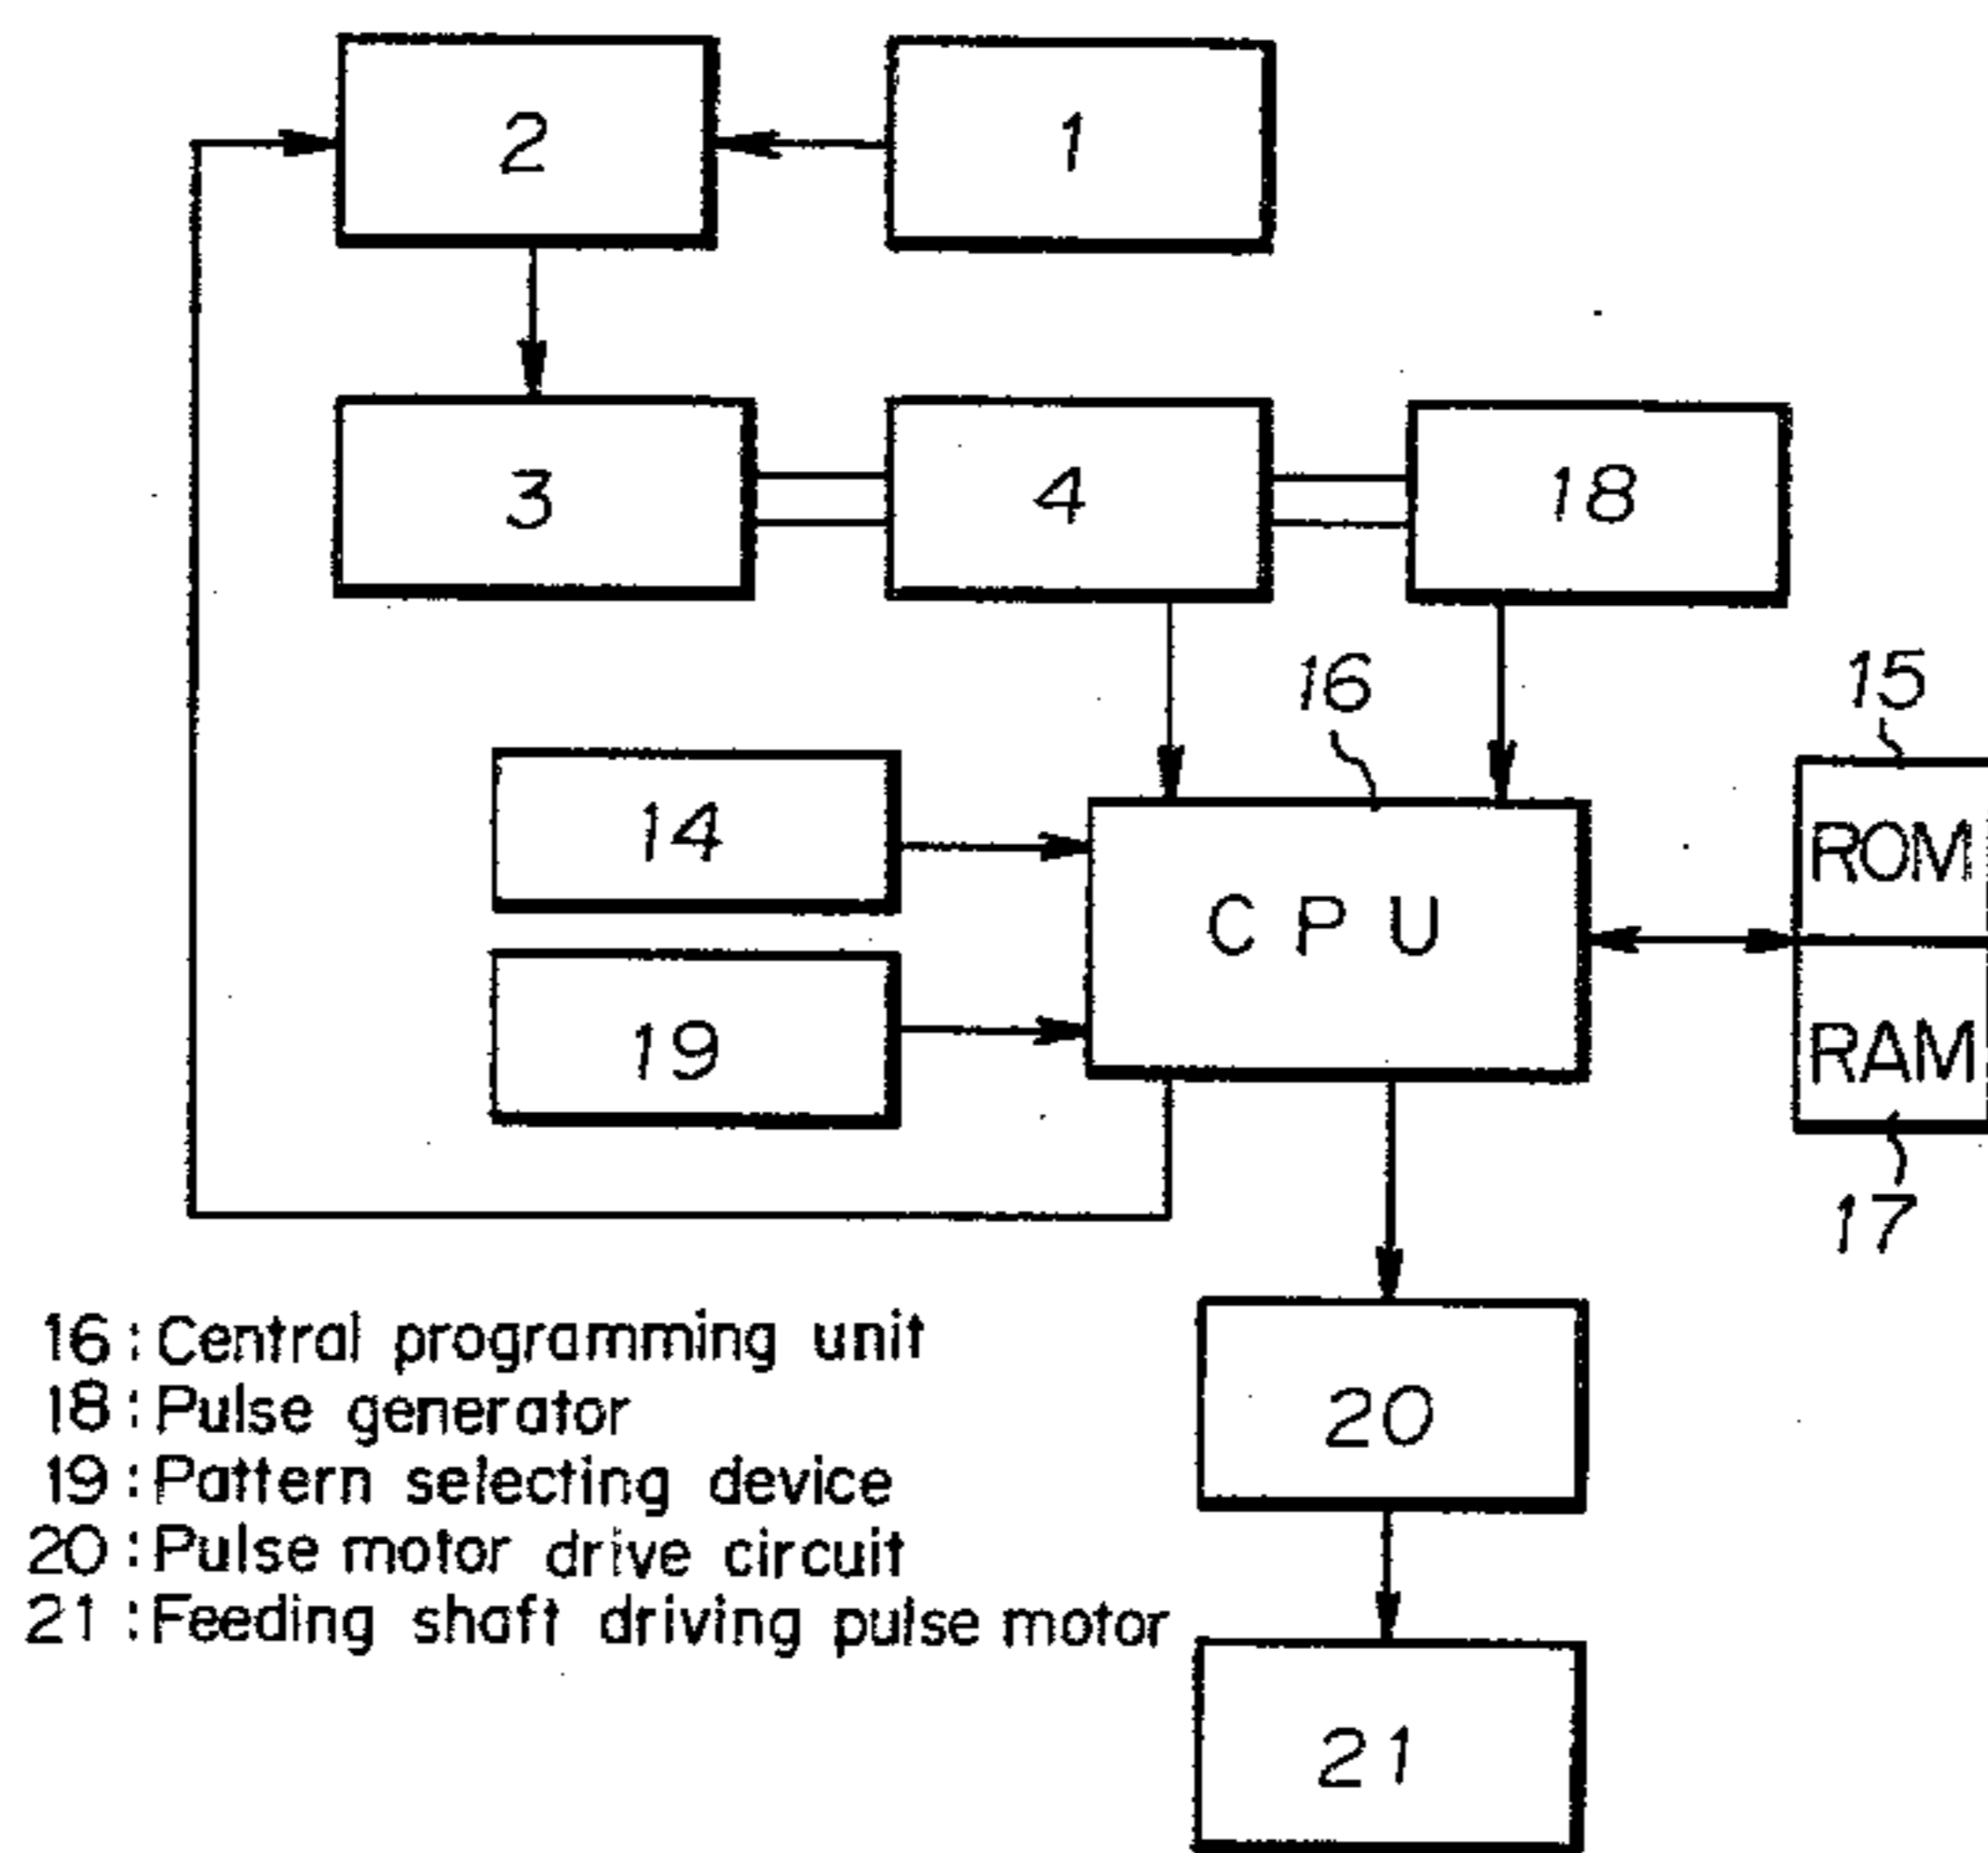 2
1
3
4
18
16
15
14
CPU
ROM
19
RAM
17
20
21
16 : Central programming unit
18 : Pulse generator
19 : Pattern selecting device
20 : Pulse motor drive circuit
21 : Feeding shaft driving pulse motor